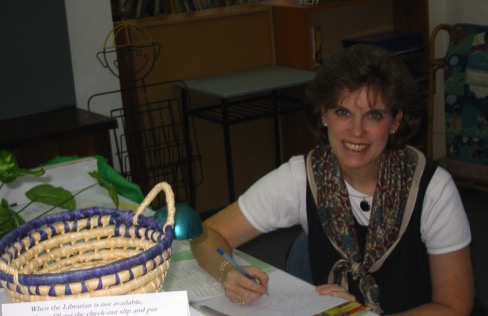 When the Librarian is not available,
fill out the check-out slip and put